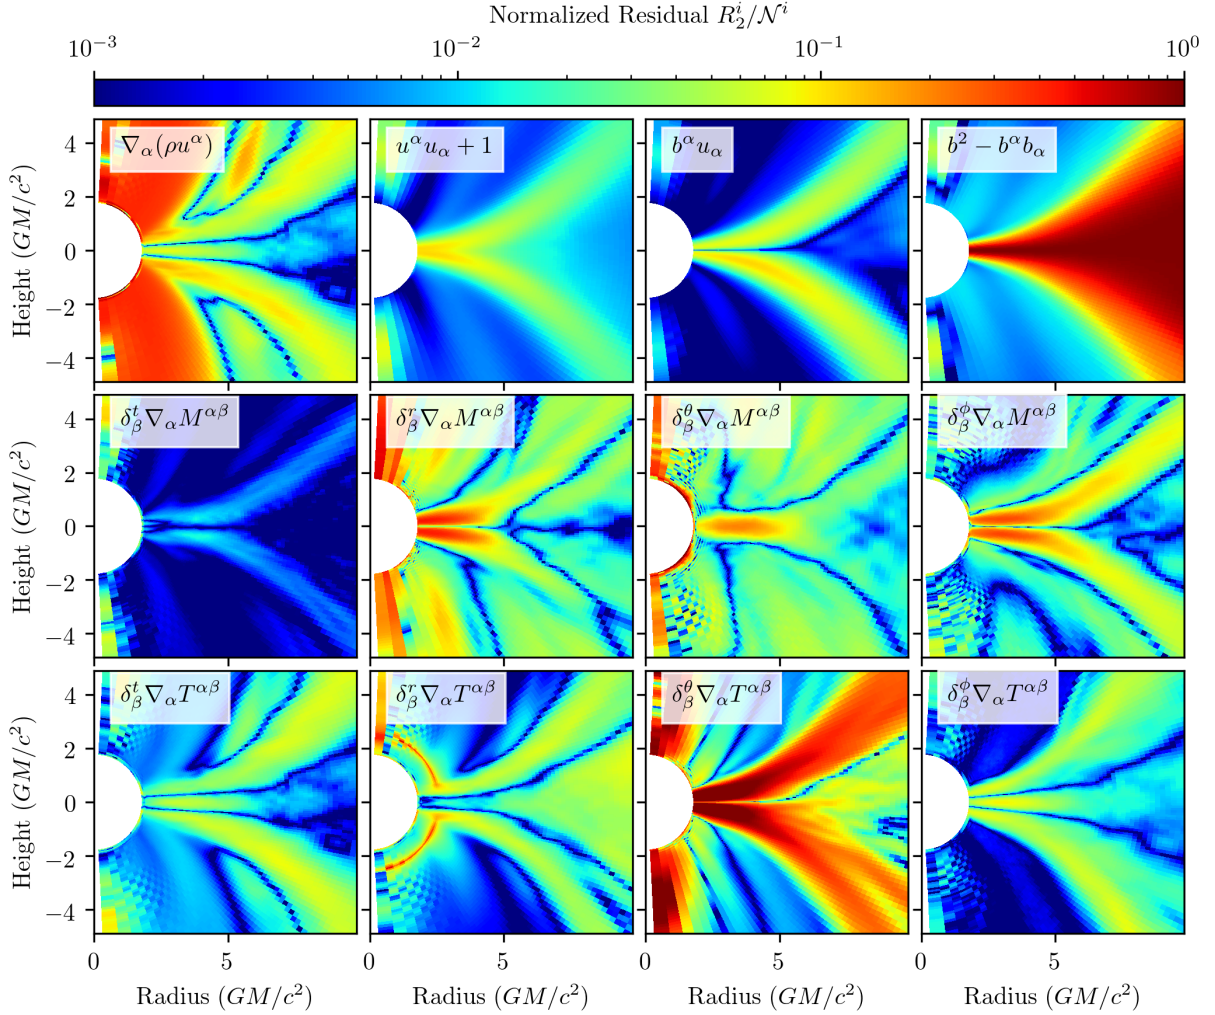 Normalized Residual $R_2^i/\mathcal{N}^i$
$10^{-3}$ $10^{-2}$ $10^{-1}$ $10^0$
$\nabla_\alpha(\rho u^\alpha)$ $u^\alpha u_\alpha + 1$ $b^\alpha u_\alpha$ $b^2 - b^\alpha b_\alpha$
Height ($GM/c^2$)
4
2
0
−2
−4
$\delta^t_\beta \nabla_\alpha M^{\alpha\beta}$ $\delta^r_\beta \nabla_\alpha M^{\alpha\beta}$ $\delta^\theta_\beta \nabla_\alpha M^{\alpha\beta}$ $\delta^\phi_\beta \nabla_\alpha M^{\alpha\beta}$
Height ($GM/c^2$)
4
2
0
−2
−4
$\delta^t_\beta \nabla_\alpha T^{\alpha\beta}$ $\delta^r_\beta \nabla_\alpha T^{\alpha\beta}$ $\delta^\theta_\beta \nabla_\alpha T^{\alpha\beta}$ $\delta^\phi_\beta \nabla_\alpha T^{\alpha\beta}$
Height ($GM/c^2$)
4
2
0
−2
−4
0 5 0 5 0 5 0 5
Radius ($GM/c^2$) Radius ($GM/c^2$) Radius ($GM/c^2$) Radius ($GM/c^2$)